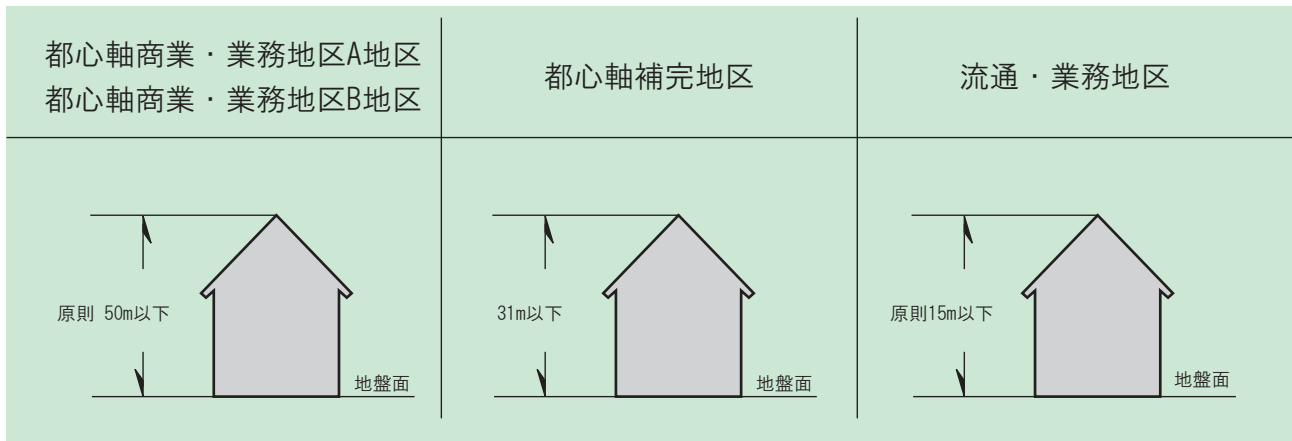 都心軸商業・業務地区A地区
都心軸商業・業務地区B地区
都心軸補完地区
流通・業務地区
原則 50m以下
地盤面
31m以下
地盤面
原則15m以下
地盤面